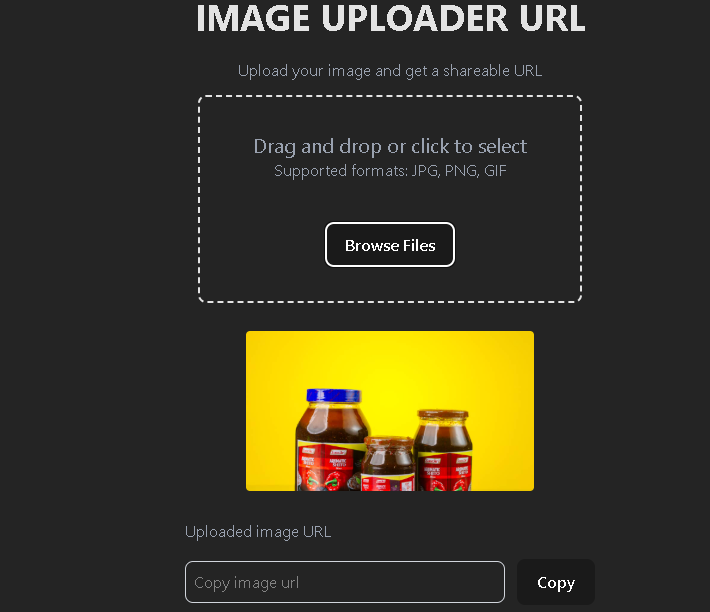 IMAGE UPLOADER URL
Upload your image and get a shareable URL
Drag and drop or click to select
Supported formats: JPG, PNG, GIF
Browse Files
Uploaded image URL
Copy image url
Copy